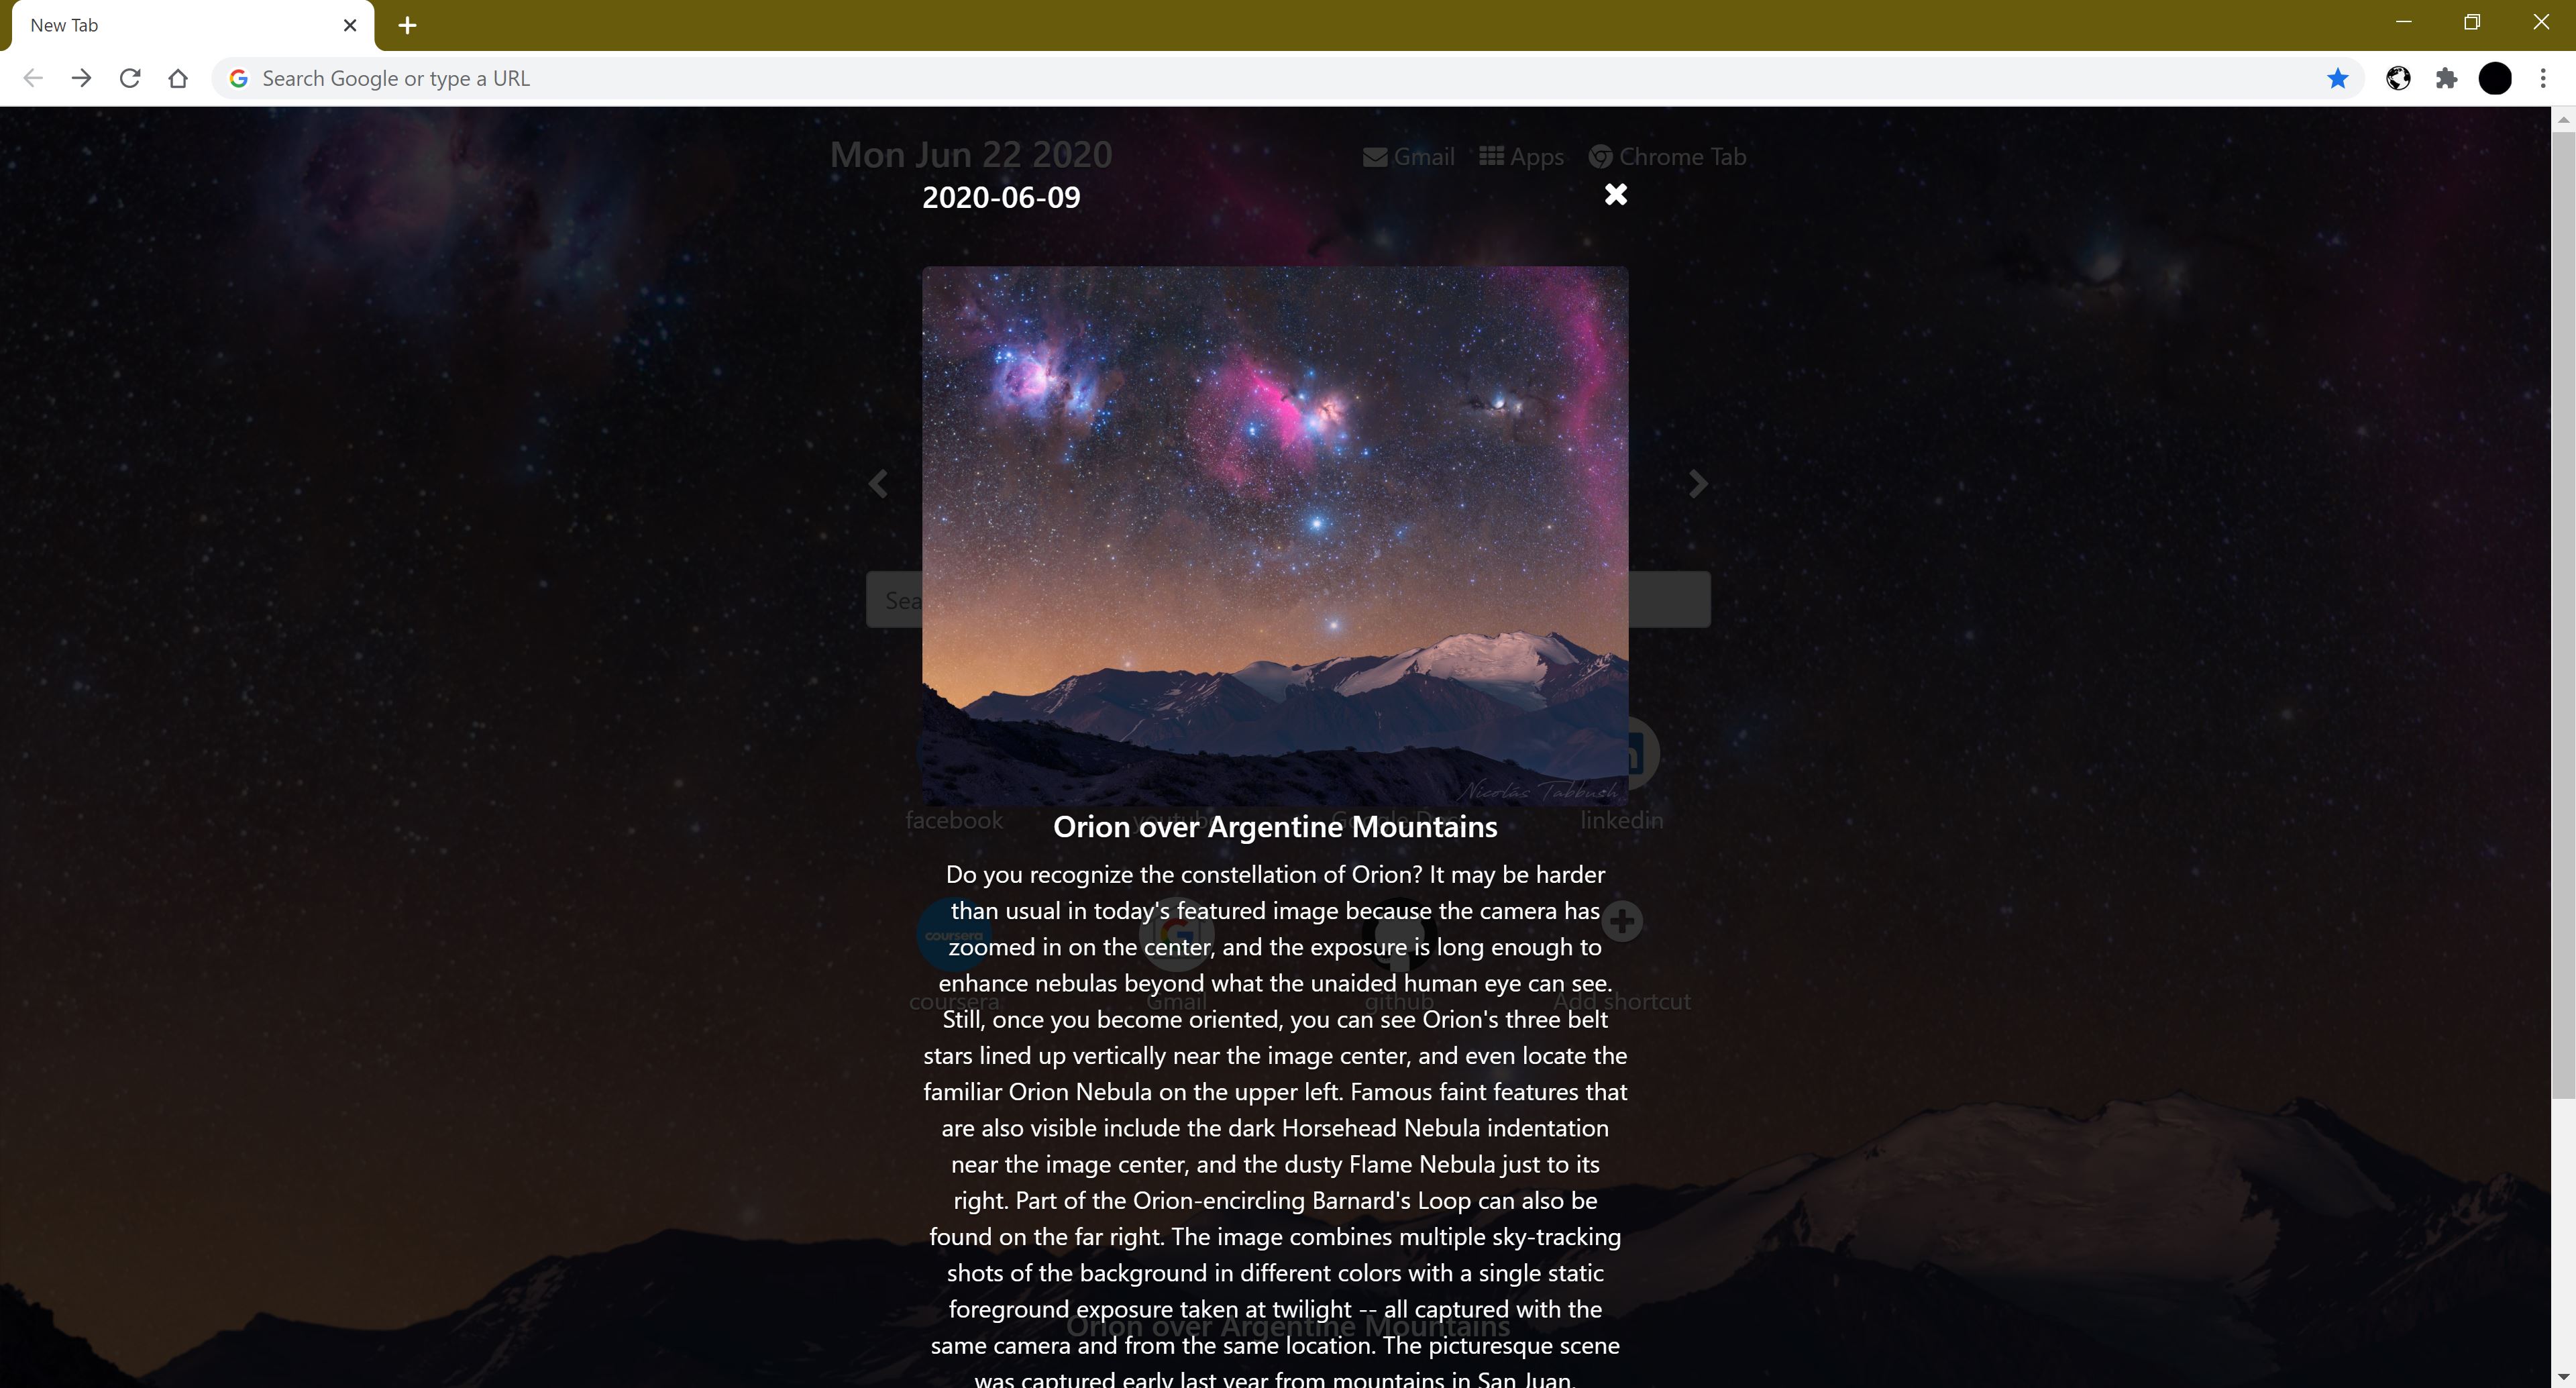 New Tab
Search Google or type a URL
Mon Jun 22 2020
Gmail Apps Chrome Tab
2020-06-09
Sea
Nicolás Tabbush
facebook youtube Google Docs linkedin
Orion over Argentine Mountains
Do you recognize the constellation of Orion? It may be harder
than usual in today's featured image because the camera has
coursera
zoomed in on the center, and the exposure is long enough to
enhance nebulas beyond what the unaided human eye can see.
coursera Gmail github Add shortcut
Still, once you become oriented, you can see Orion's three belt
stars lined up vertically near the image center, and even locate the
familiar Orion Nebula on the upper left. Famous faint features that
are also visible include the dark Horsehead Nebula indentation
near the image center, and the dusty Flame Nebula just to its
right. Part of the Orion-encircling Barnard's Loop can also be
found on the far right. The image combines multiple sky-tracking
shots of the background in different colors with a single static
foreground exposure taken at twilight -- all captured with the
Orion over Argentine Mountains
same camera and from the same location. The picturesque scene
was captured early last year from mountains in San Juan,